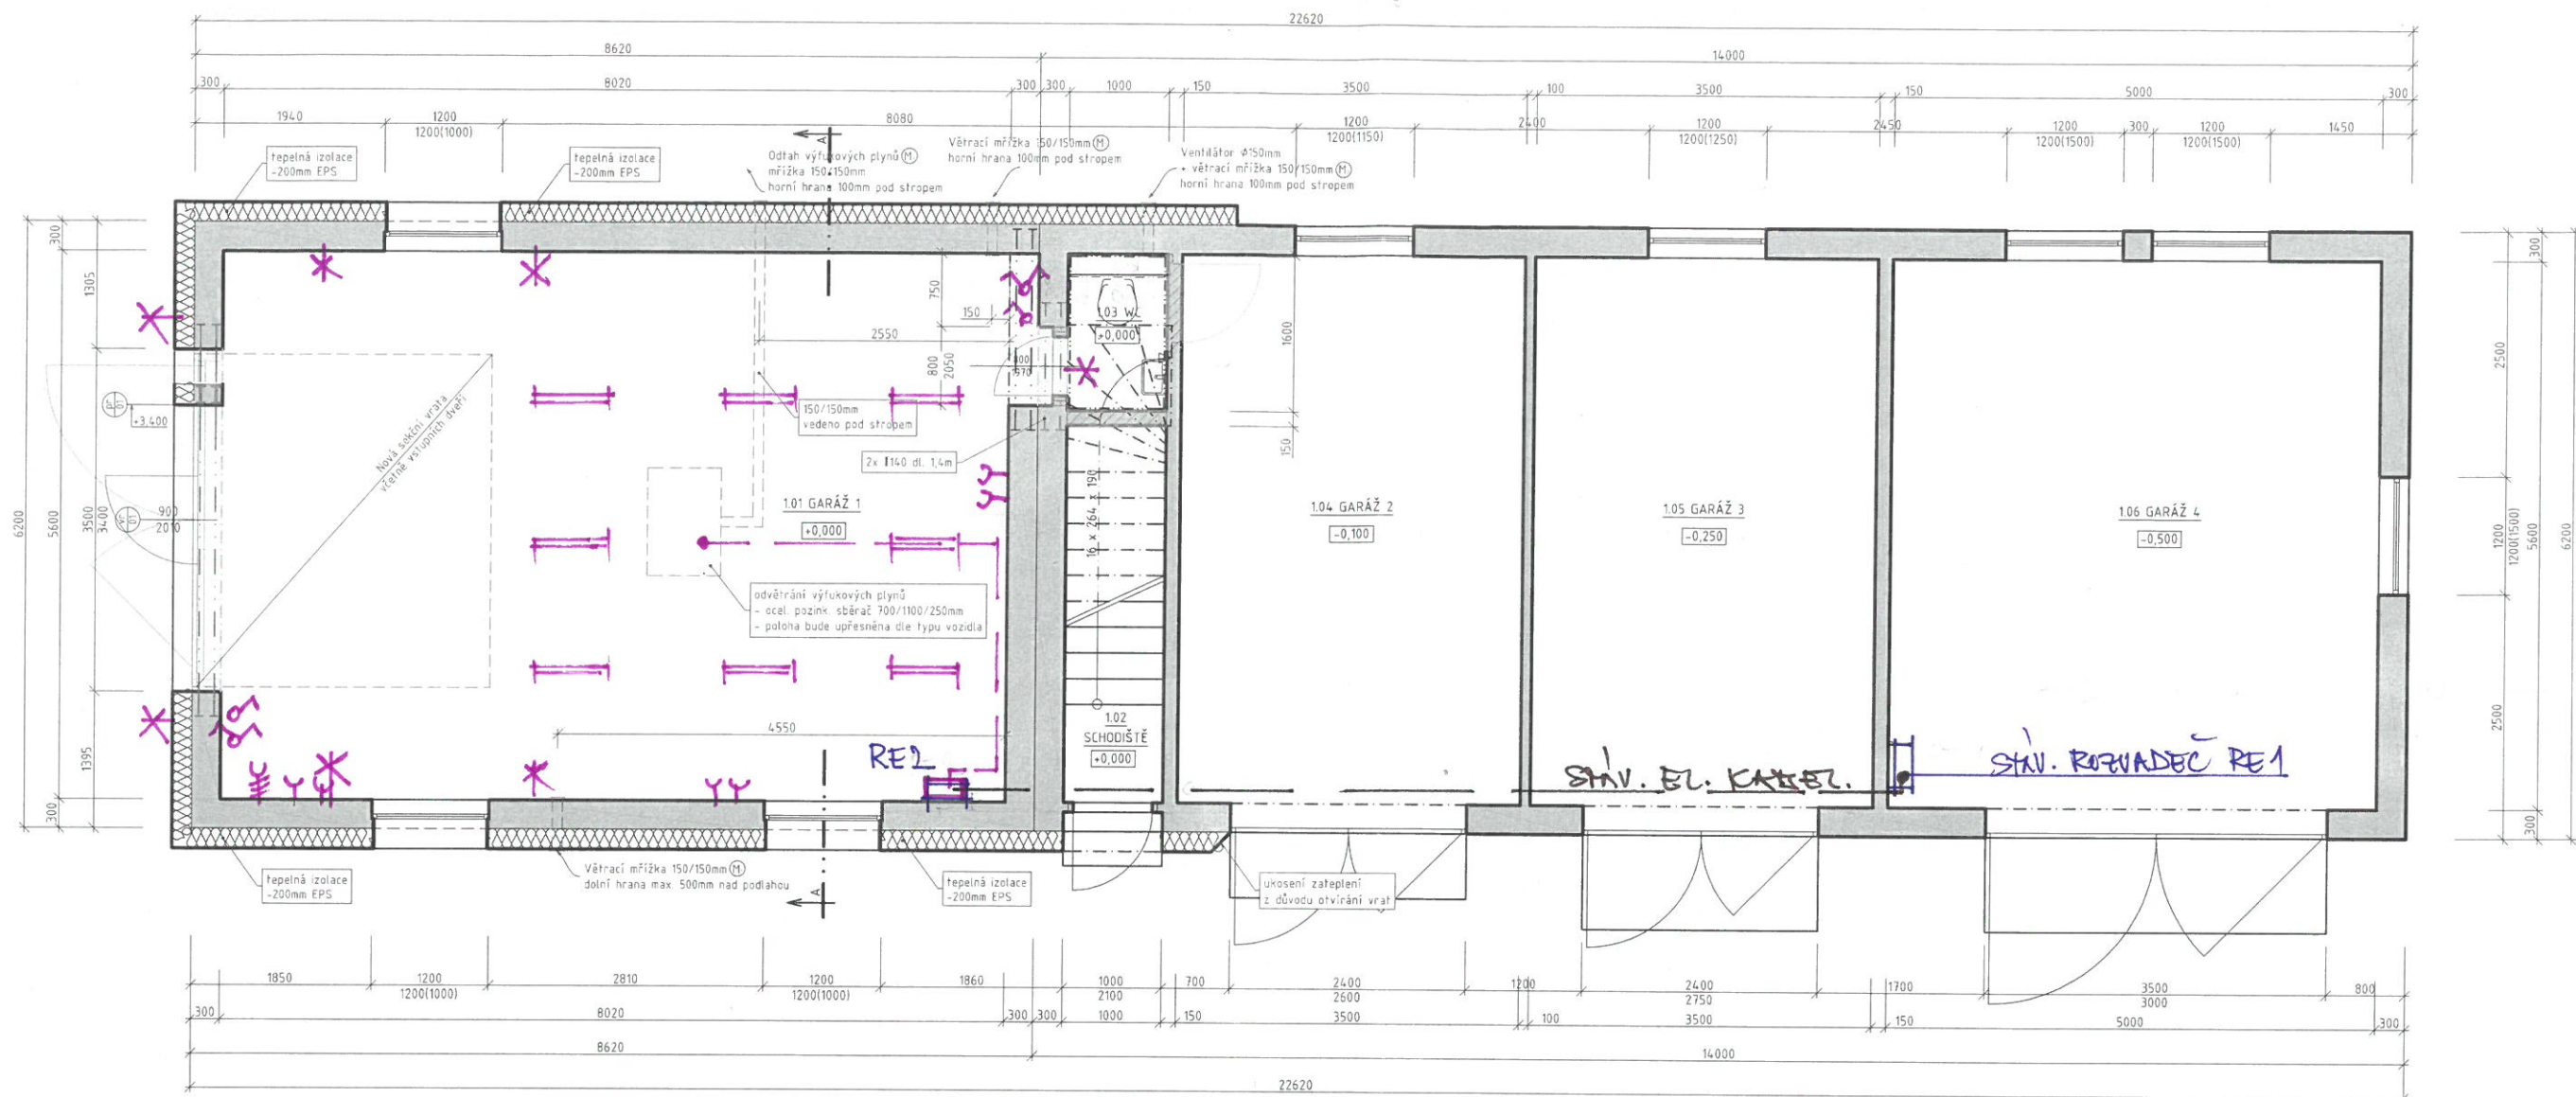 22620
8620
14000
300
8020
300
300
1000
150
3500
100
3500
150
5000
300
1940
1200
1200(1000)
8080
1200
1200(1150)
2400
1200
1200(1250)
2450
1200
1200(1500)
300
1200
1200(1500)
1450
tepelná izolace
-200mm EPS
tepelná izolace
-200mm EPS
Odtah výfukových plynů M
mřížka 150/150mm
horní hrana 100mm pod stropem
A
Větrací mřížka 150/150mm M
horní hrana 100mm pod stropem
Ventilátor Ø150mm
+ větrací mřížka 150/150mm M
horní hrana 100mm pod stropem
6200
5600
300
1305
3500
3400
1395
300
+3,400
vr
01
900
2010
Nová sekční vrata
včetně vstupních dveří
750
150
2550
800
2050
800
1970
1.03 WC
+0,000
1600
150
150/150mm
vedeno pod stropem
2x I140 dl. 1,4m
16 x 264 x 190
1.01 GARÁŽ 1
+0,000
1.04 GARÁŽ 2
-0,100
1.05 GARÁŽ 3
-0,250
1.06 GARÁŽ 4
-0,500
odvětrání výfukových plynů
- ocel. pozink. sběrač 700/1100/250mm
- poloha bude upřesněna dle typu vozidla
4550
1.02
SCHODIŠTĚ
+0,000
RE2
STÁV. EL. KABEL.
STÁV. ROZVADĚČ RE1
300
2500
1200
1200(1500)
2500
300
5600
6200
tepelná izolace
-200mm EPS
Větrací mřížka 150/150mm M
dolní hrana max. 500mm nad podlahou
A
tepelná izolace
-200mm EPS
ukosení zateplení
z důvodu otvírání vrat
1850
1200
1200(1000)
2810
1200
1200(1000)
1860
1000
2100
700
2400
2600
1200
2400
2750
1700
3500
3000
800
300
8020
300
300
1000
150
3500
100
3500
150
5000
300
8620
14000
22620